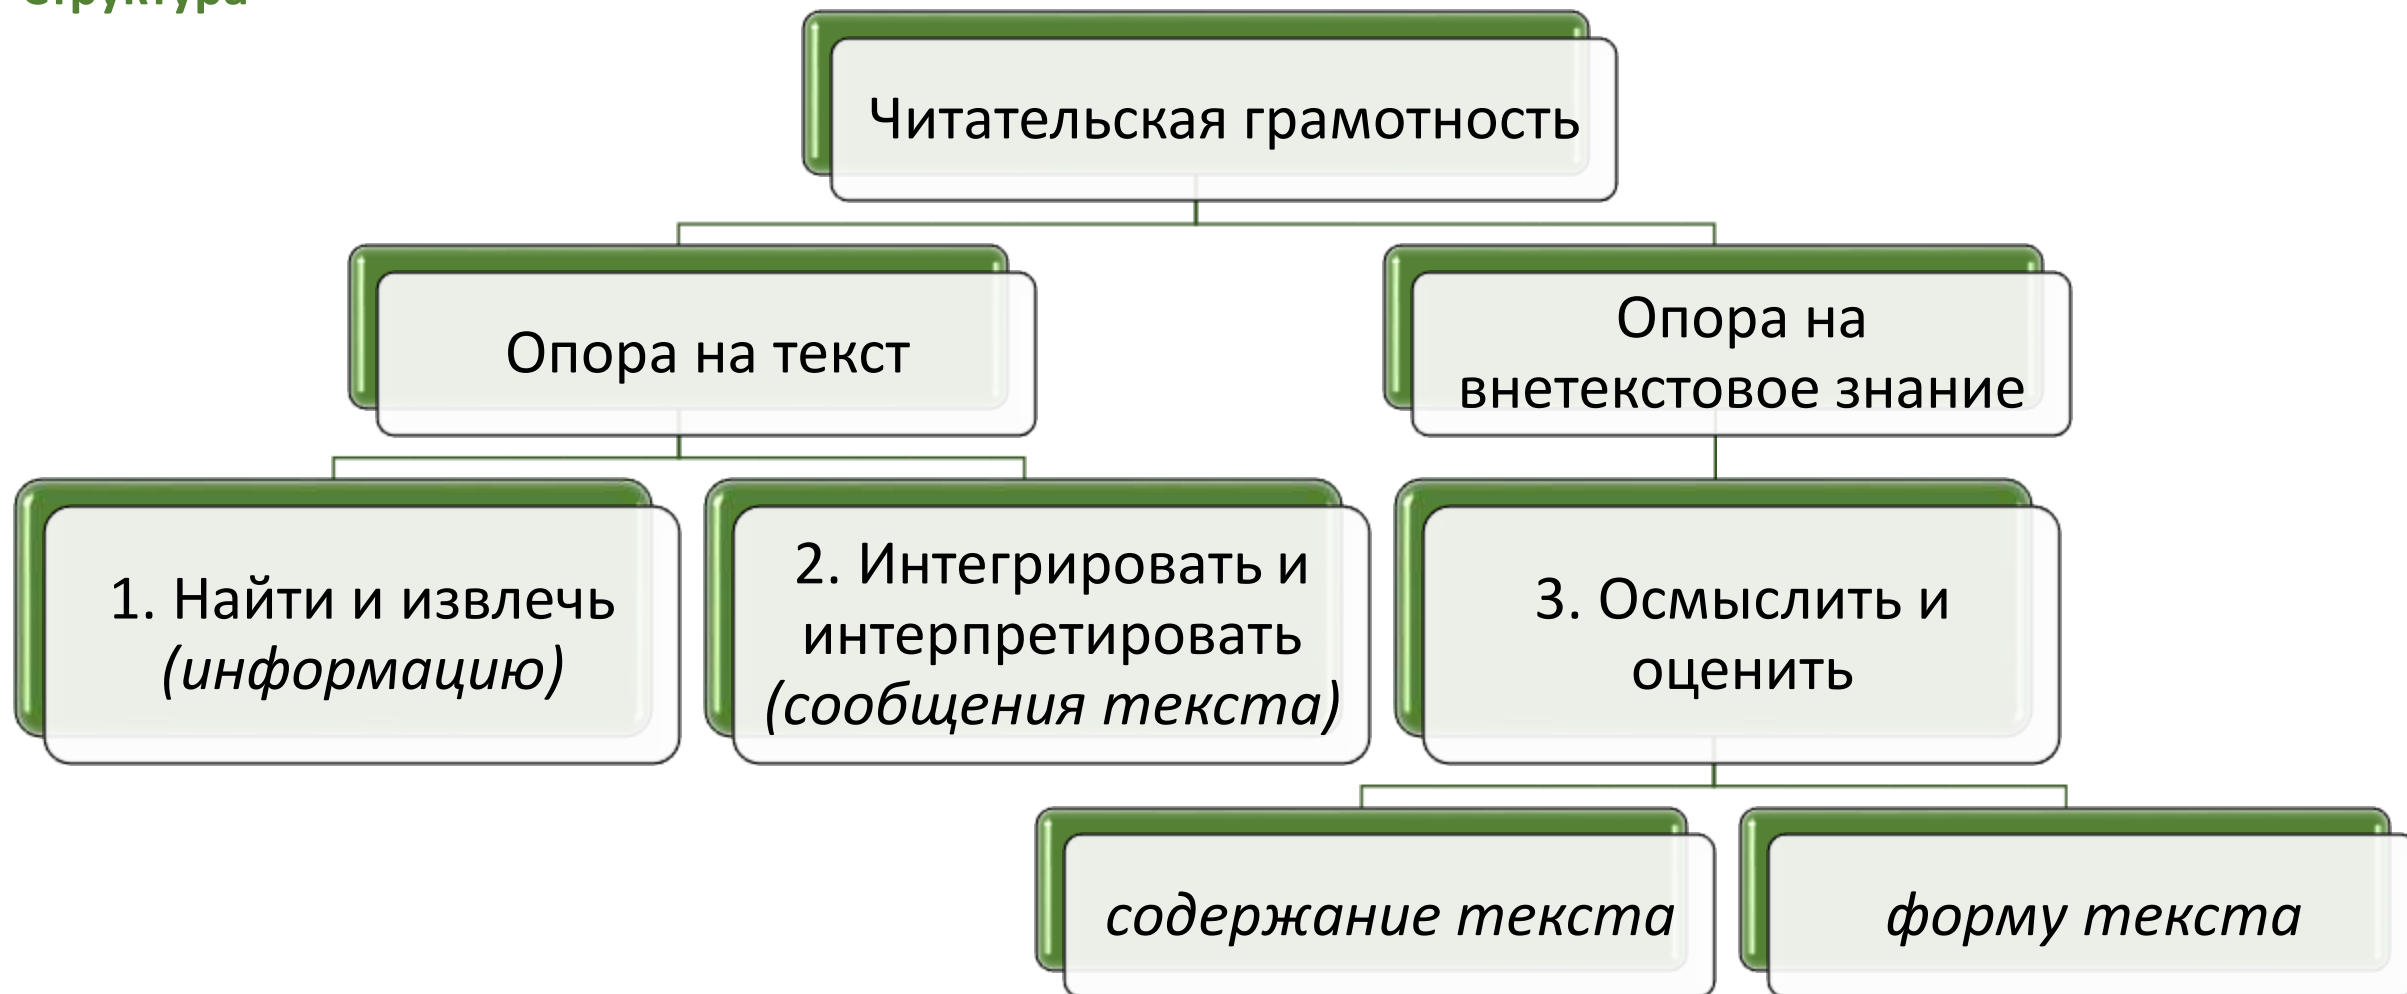 Структура
Читательская грамотность
Опора на текст
Опора на
внетекстовое знание
1. Найти и извлечь
(информацию)
2. Интегрировать и
интерпретировать
(сообщения текста)
3. Осмыслить и
оценить
содержание текста
форму текста